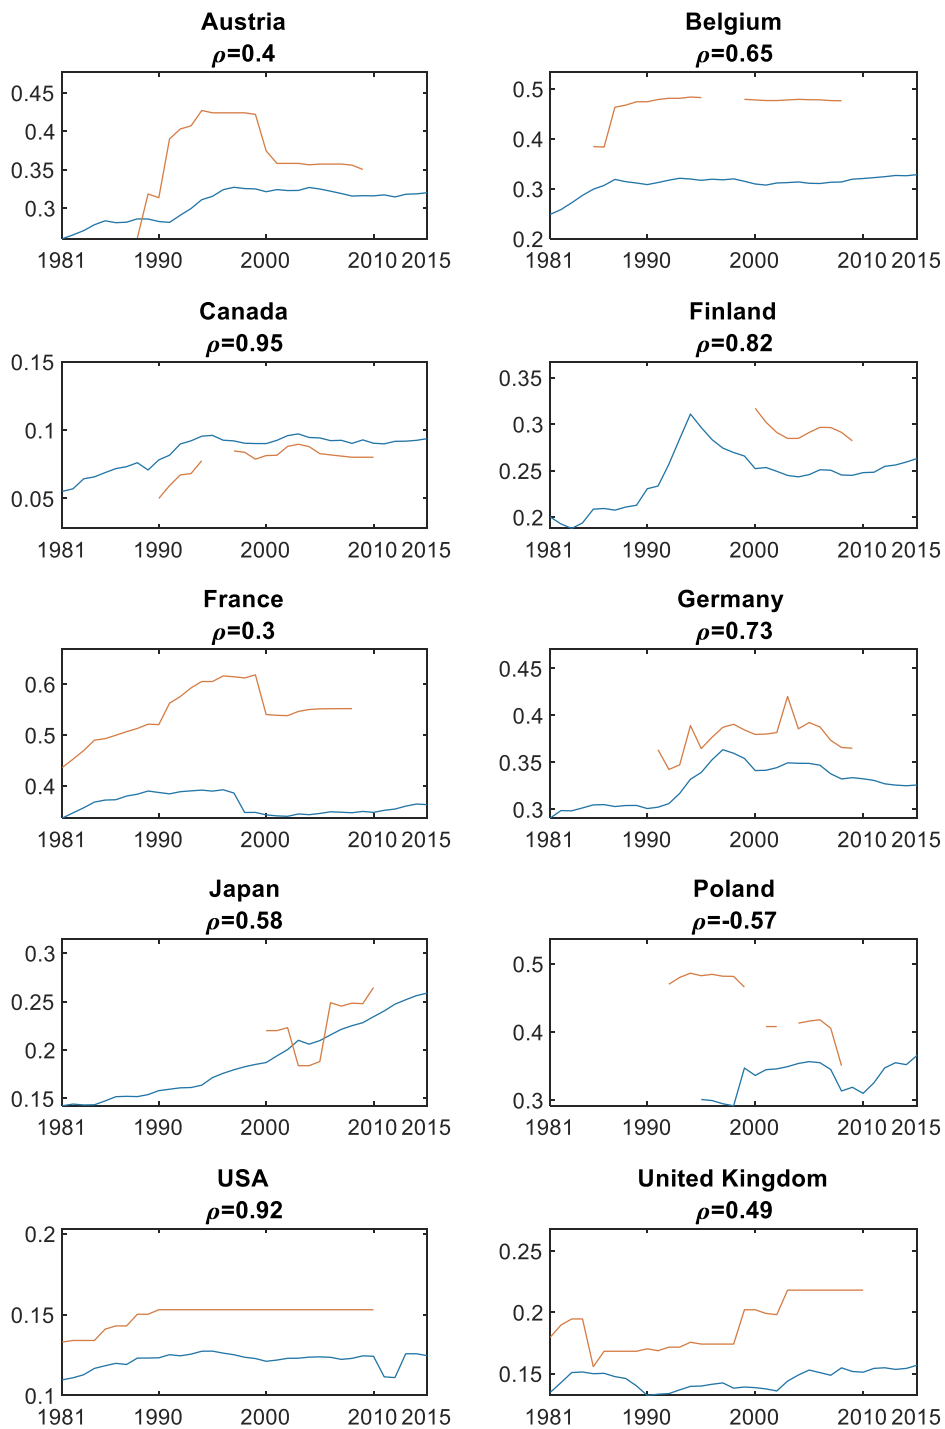 Austria
ρ=0.4
0.45
0.4
0.35
0.3
1981 1990 2000 2010 2015
Belgium
ρ=0.65
0.5
0.4
0.3
0.2
1981 1990 2000 2010 2015
Canada
ρ=0.95
0.15
0.1
0.05
1981 1990 2000 2010 2015
Finland
ρ=0.82
0.35
0.3
0.25
0.2
1981 1990 2000 2010 2015
France
ρ=0.3
0.6
0.5
0.4
1981 1990 2000 2010 2015
Germany
ρ=0.73
0.45
0.4
0.35
0.3
1981 1990 2000 2010 2015
Japan
ρ=0.58
0.3
0.25
0.2
0.15
1981 1990 2000 2010 2015
Poland
ρ=-0.57
0.5
0.4
0.3
1981 1990 2000 2010 2015
USA
ρ=0.92
0.2
0.15
0.1
1981 1990 2000 2010 2015
United Kingdom
ρ=0.49
0.25
0.2
0.15
1981 1990 2000 2010 2015